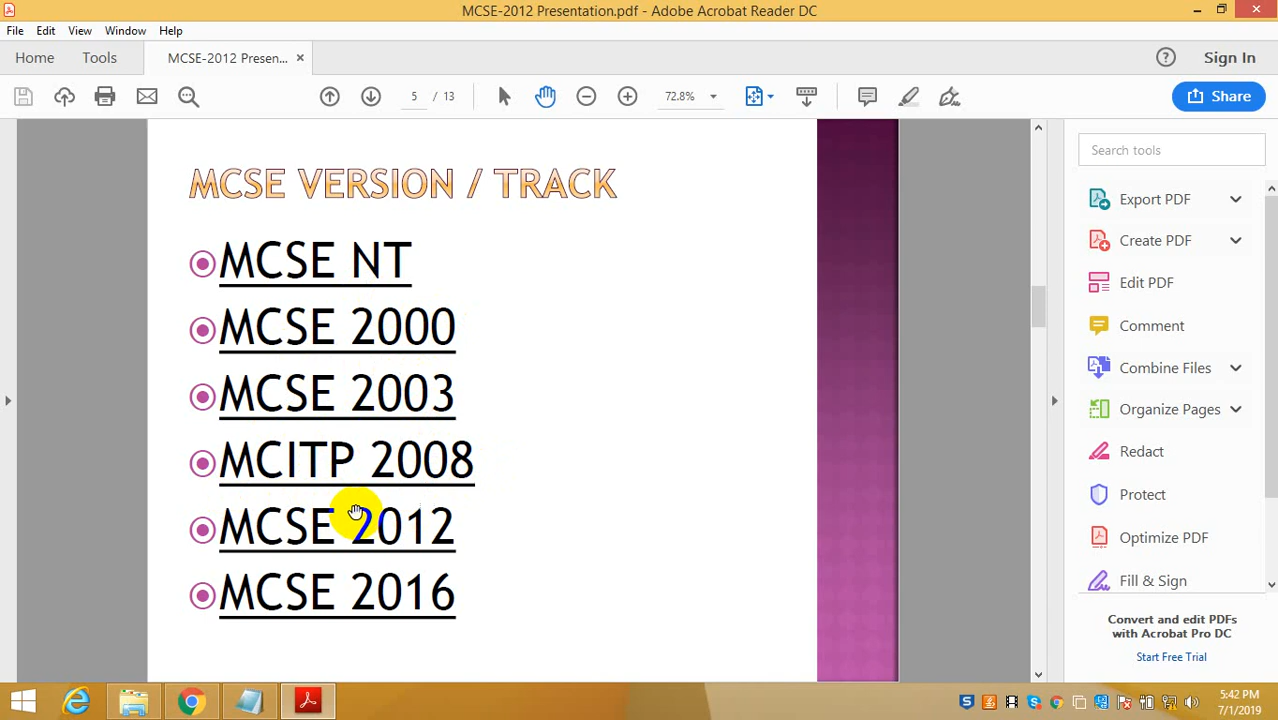 MCSE-2012 Presentation.pdf - Adobe Acrobat Reader DC
File Edit View Window Help
Home Tools MCSE-2012 Presen... × Sign In
5 / 13 72.8% Share
MCSE VERSION / TRACK
MCSE NT
MCSE 2000
MCSE 2003
MCITP 2008
MCSE 2012
MCSE 2016
Search tools
Export PDF
Create PDF
Edit PDF
Comment
Combine Files
Organize Pages
Redact
Protect
Optimize PDF
Fill & Sign
Convert and edit PDFs
with Acrobat Pro DC
Start Free Trial
5:42 PM
7/1/2019